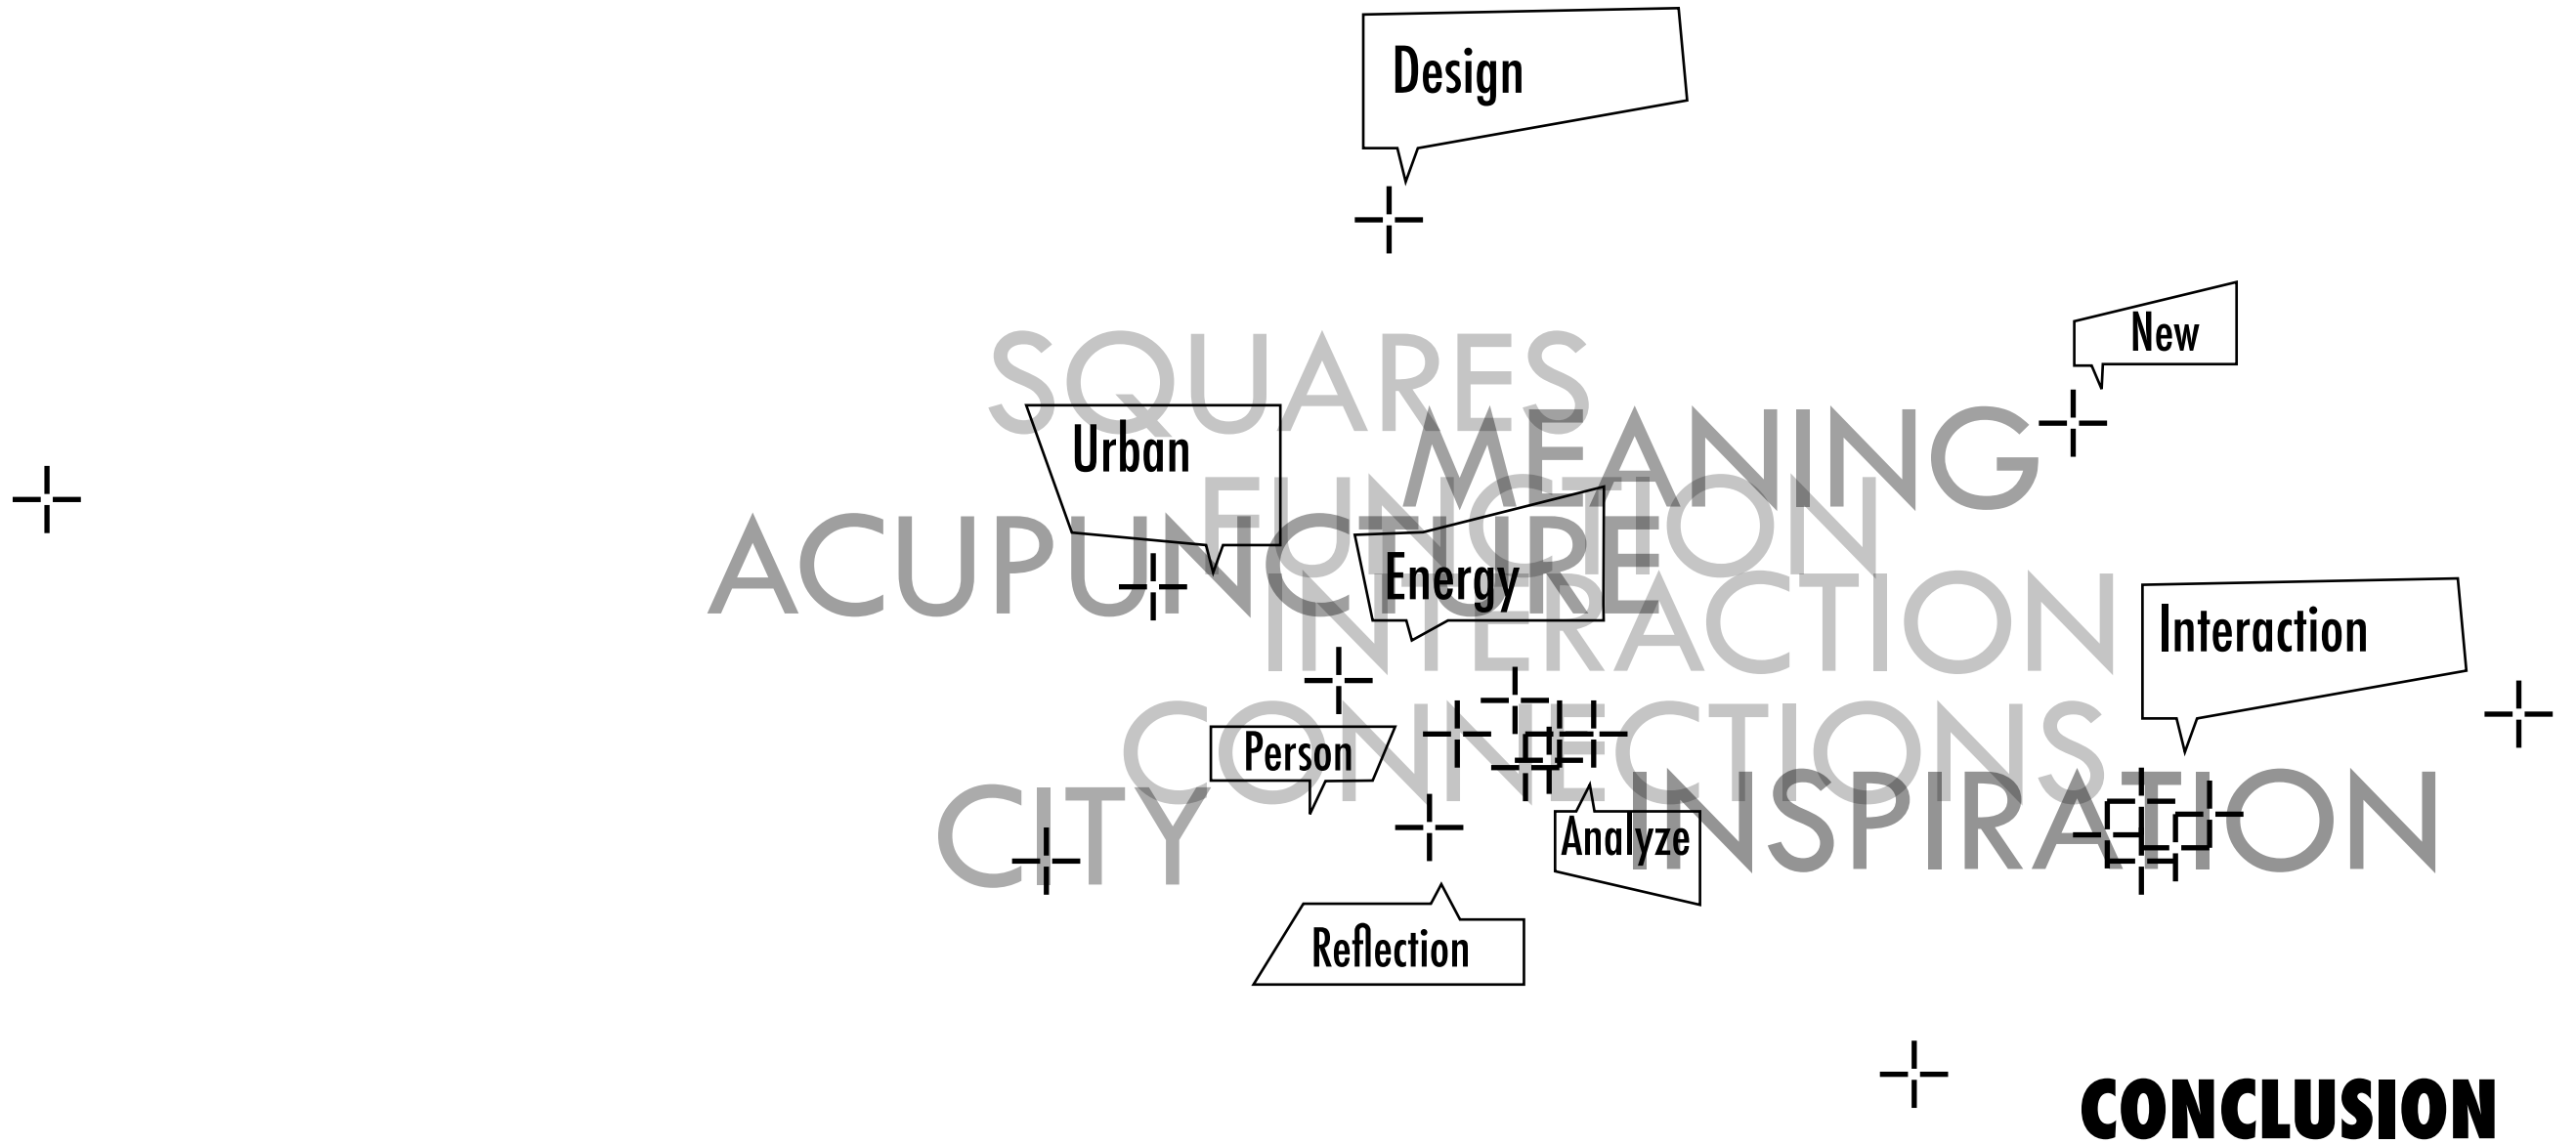 Design
New
SQUARES
Urban
MEANING
FUNCTION
ACUPUNCTURE
Energy
INTERACTION
Interaction
CONNECTIONS
Person
INSPIRATION
CITY
Analyze
Reflection
CONCLUSION